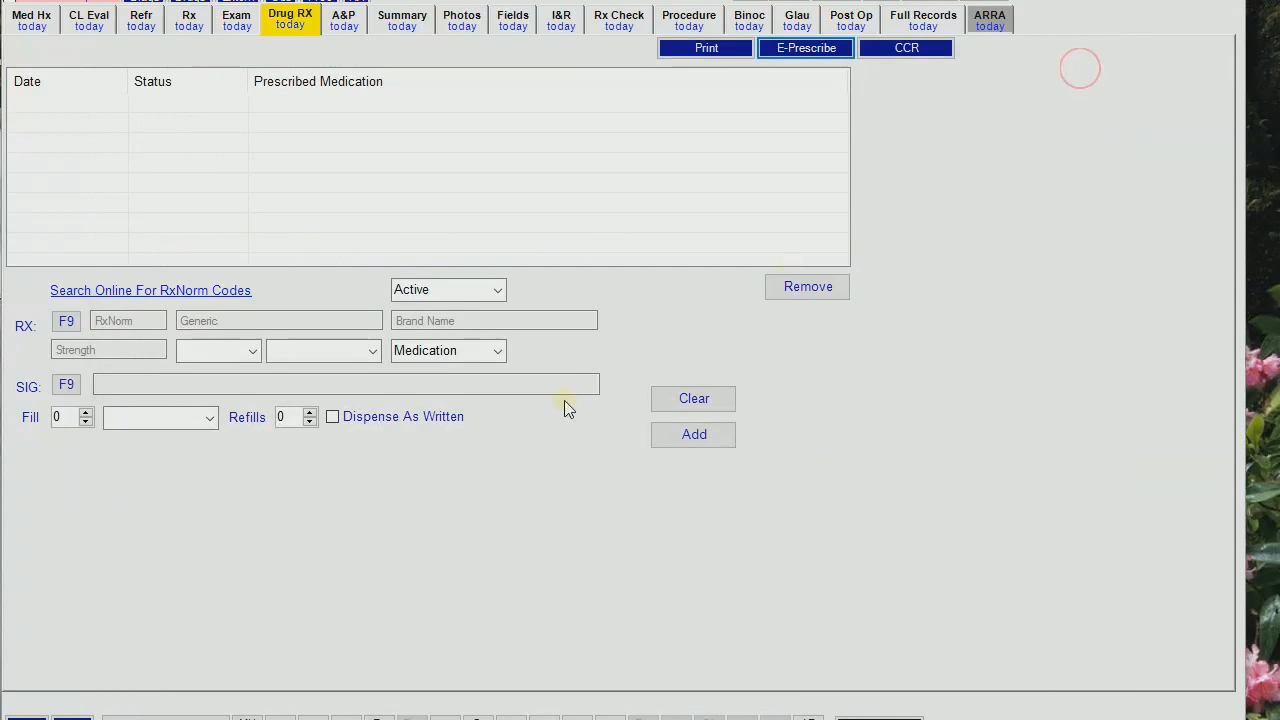 Med Hx CL Eval Refr Rx Exam Drug RX A&P Summary Photos Fields I&R Rx Check Procedure Binoc Glau Post Op Full Records ARRA
today today today today today today today today today today today today today today today today today today
Print E-Prescribe CCR
Date Status Prescribed Medication
Remove
Search Online For RxNorm Codes Active
RX: F9 RxNorm Generic Brand Name
Strength Medication
SIG: F9
Clear
Fill 0 Refills 0 Dispense As Written
Add